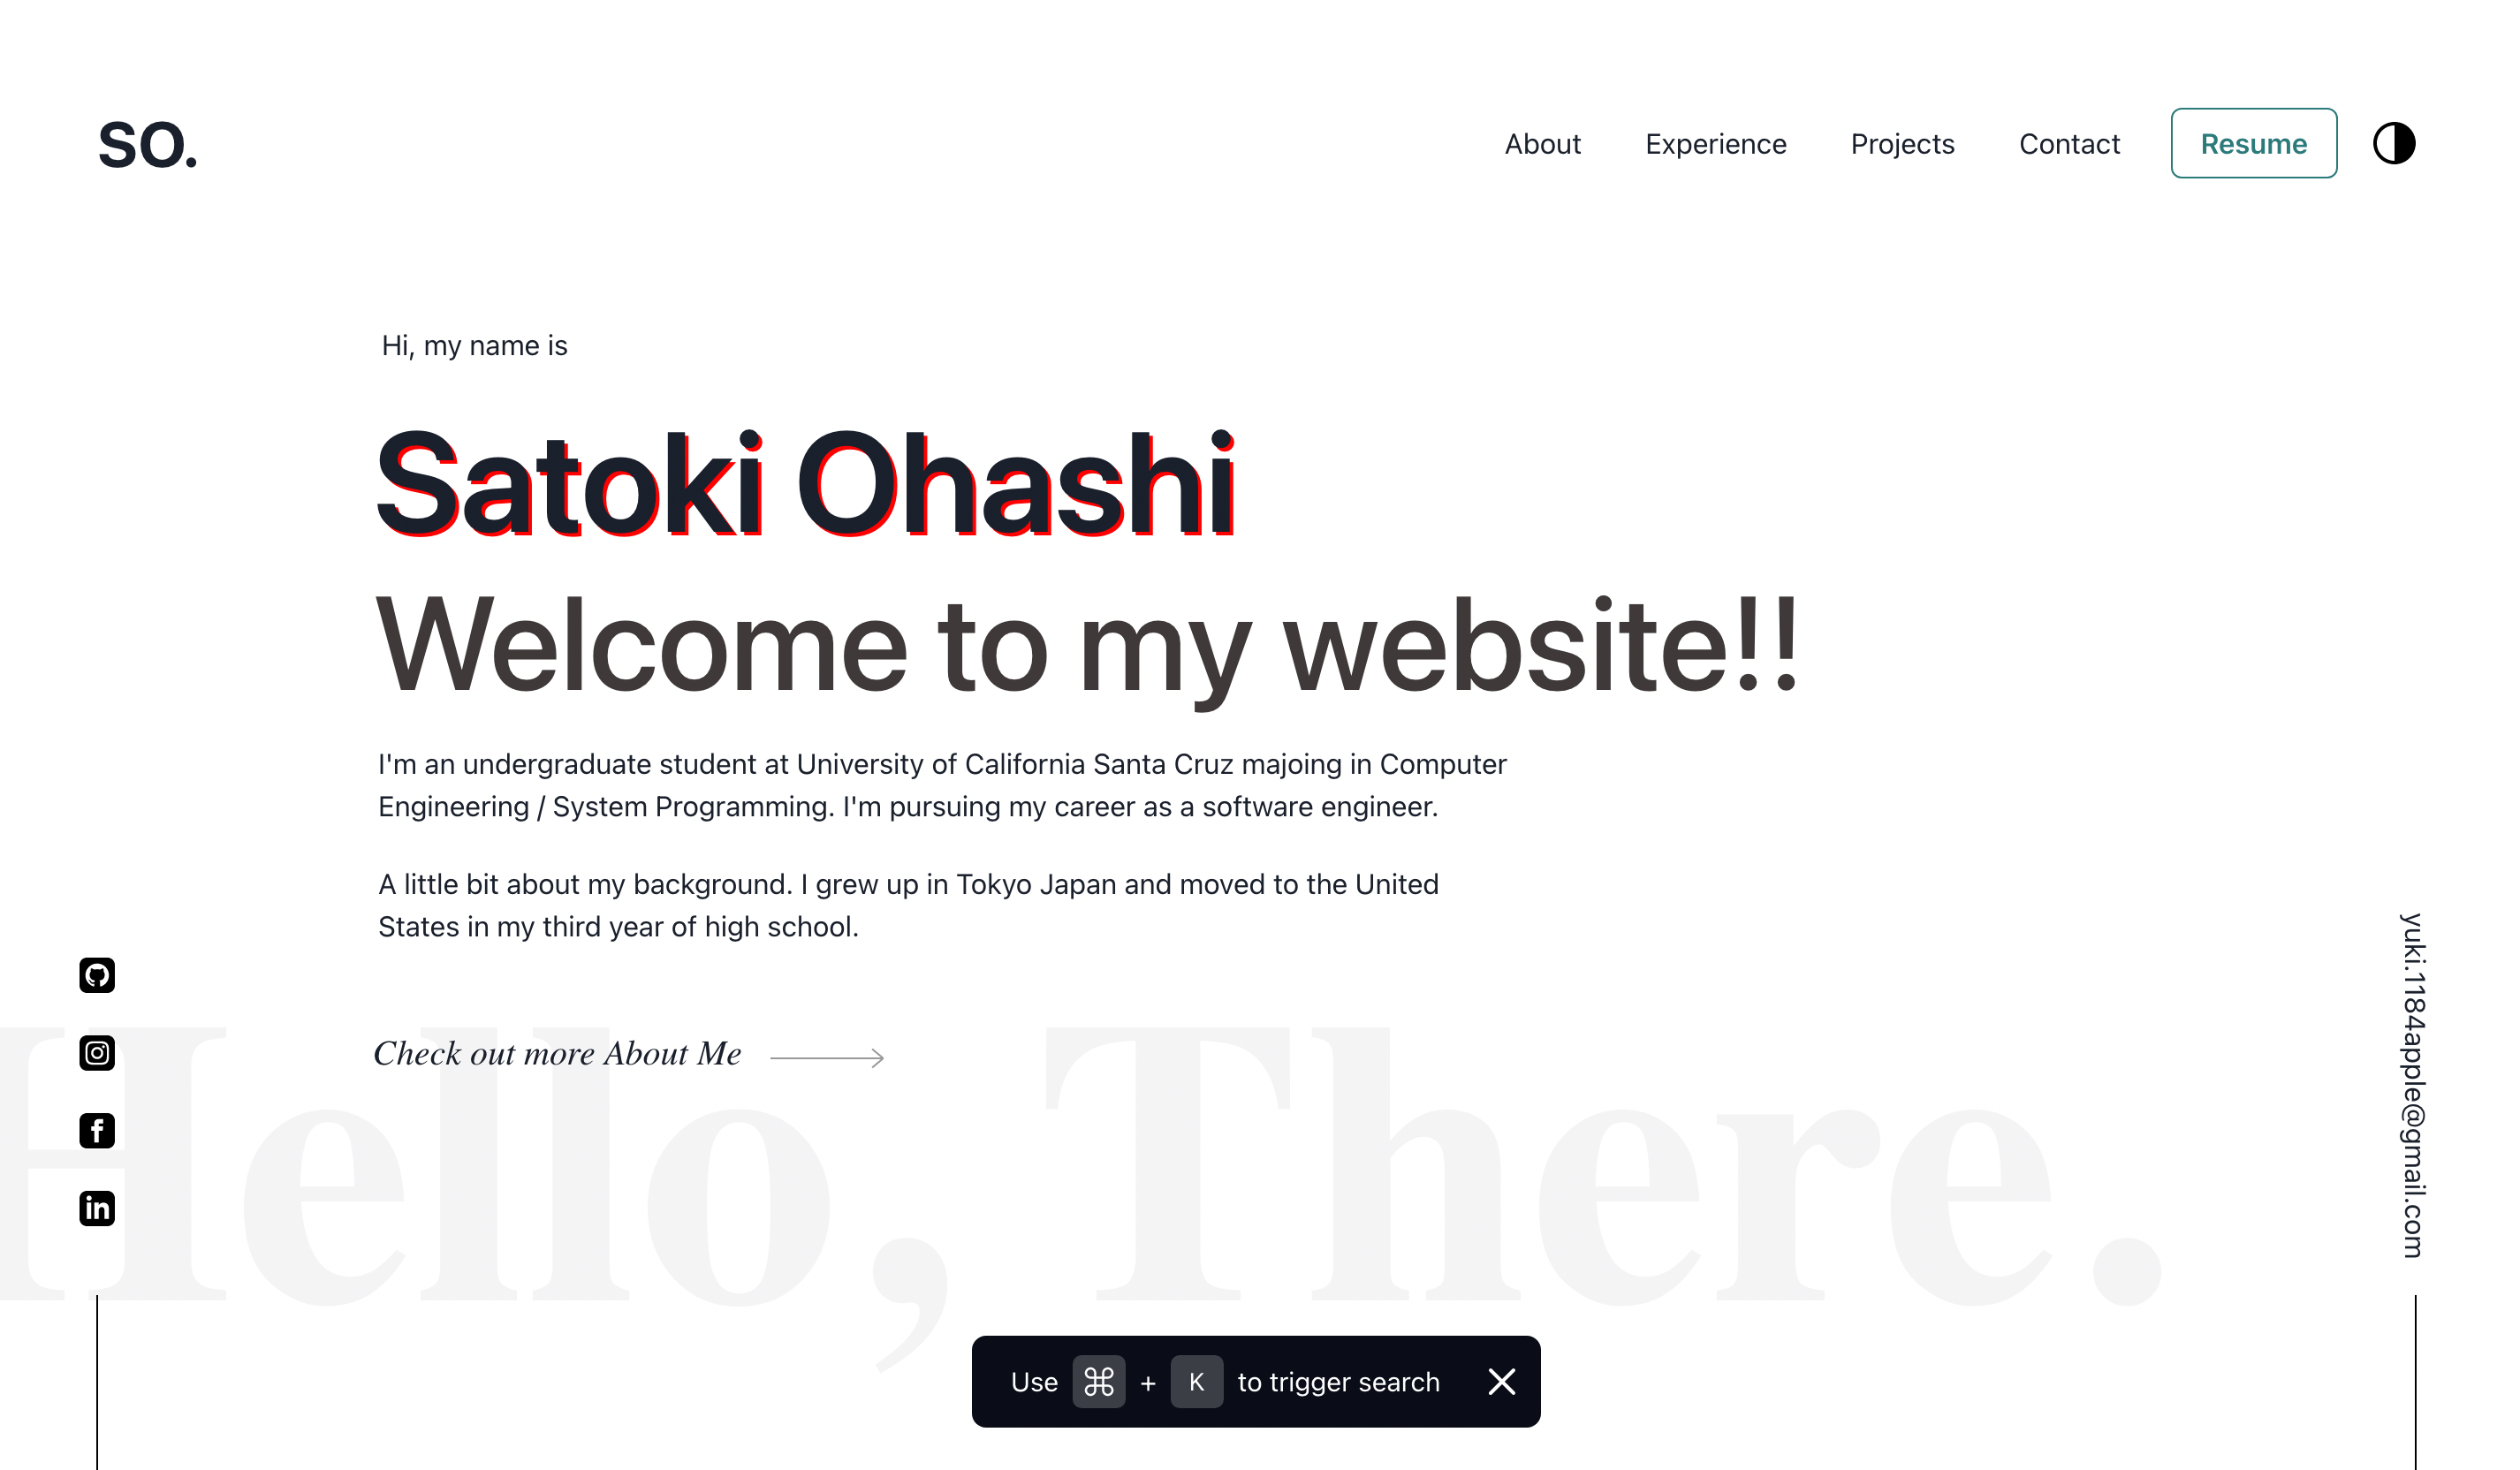 SO.
About Experience Projects Contact Resume
Hi, my name is
Satoki Ohashi
Welcome to my website!!
I'm an undergraduate student at University of California Santa Cruz majoing in Computer
Engineering / System Programming. I'm pursuing my career as a software engineer.
A little bit about my background. I grew up in Tokyo Japan and moved to the United
States in my third year of high school.
Check out more About Me
Hello, There.
yuki.1184apple@gmail.com
Use ⌘ + K to trigger search